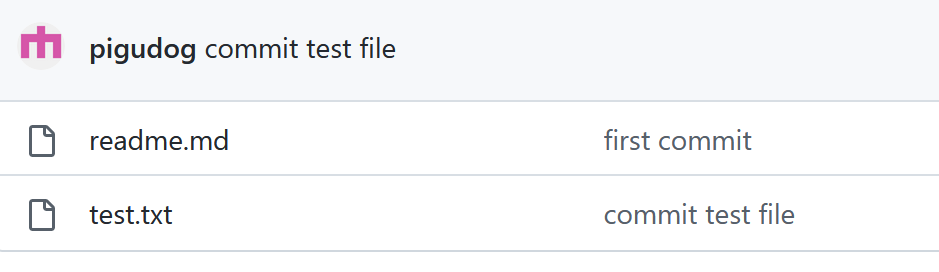 pigudog commit test file
readme.md first commit
test.txt commit test file